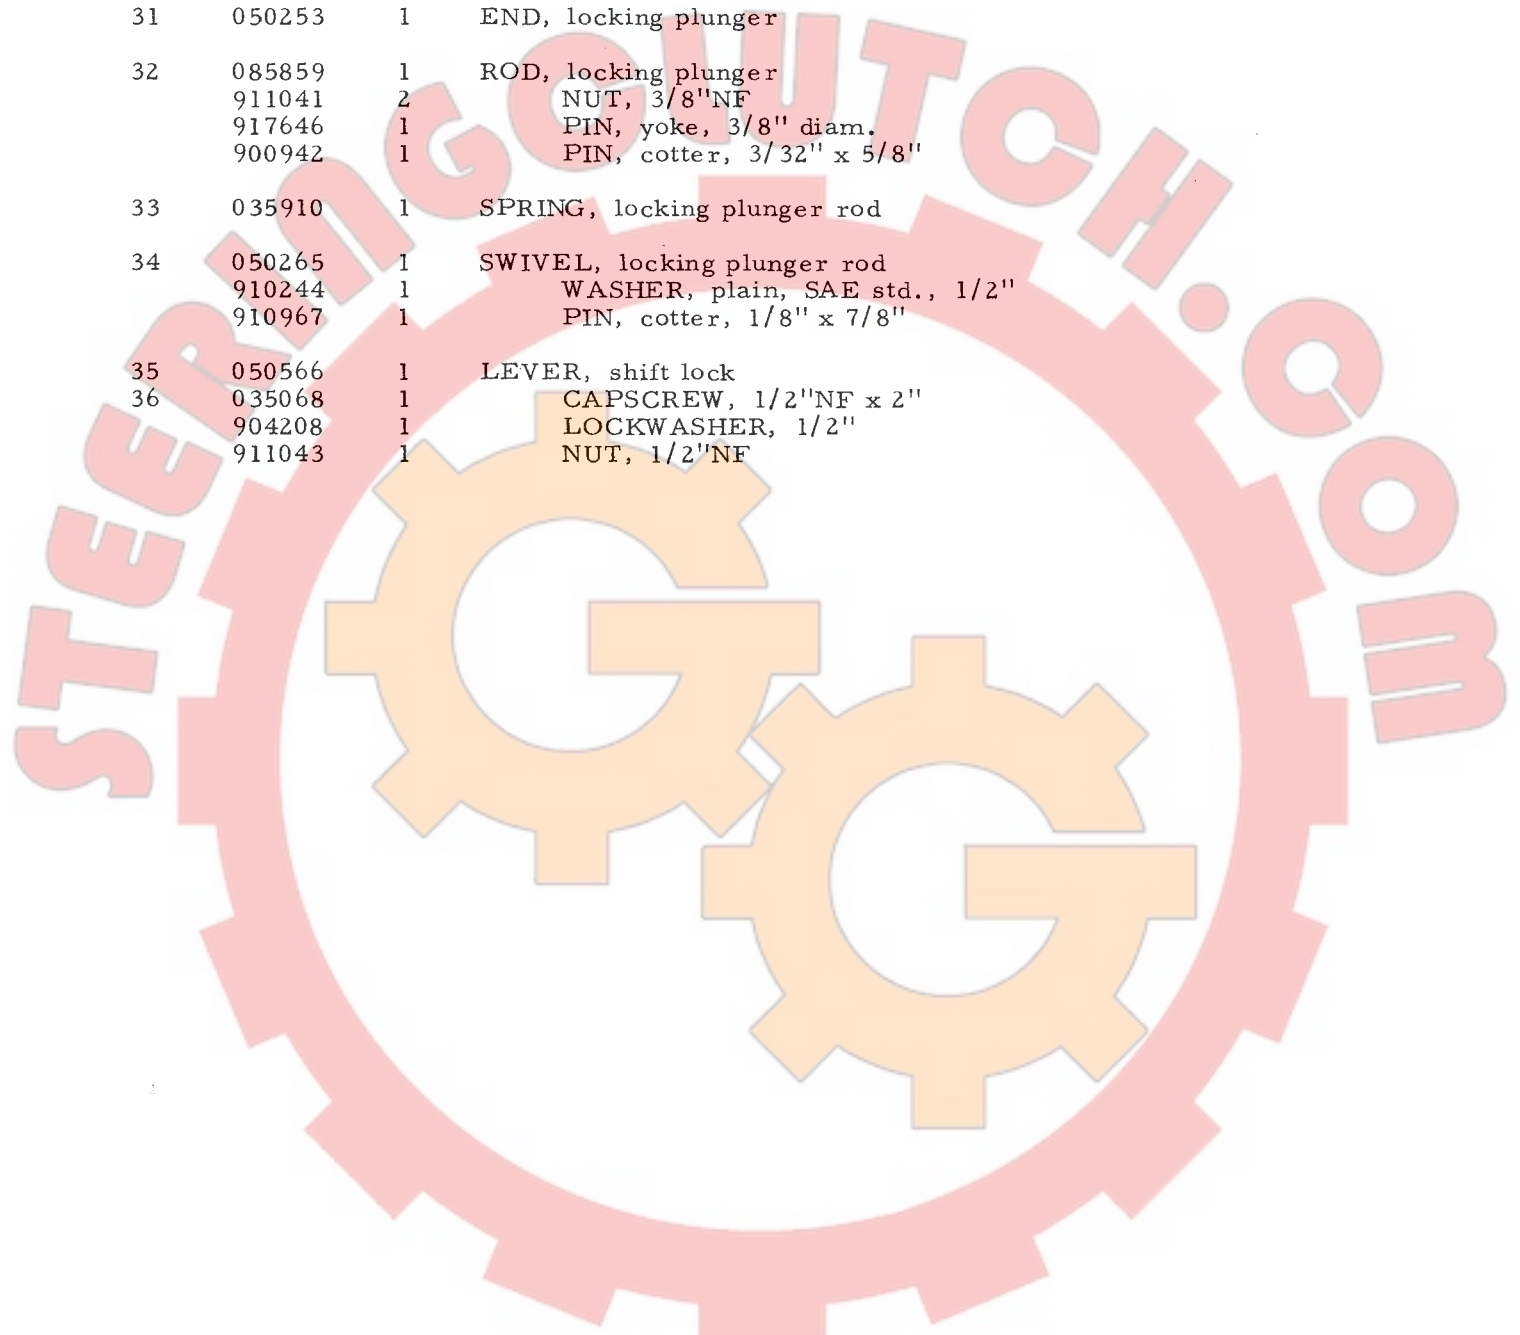 31 050253 1 END, locking plunger
32 085859 1 ROD, locking plunger
911041 2 NUT, 3/8"NF
917646 1 PIN, yoke, 3/8" diam.
900942 1 PIN, cotter, 3/32" x 5/8"
33 035910 1 SPRING, locking plunger rod
34 050265 1 SWIVEL, locking plunger rod
910244 1 WASHER, plain, SAE std., 1/2"
910967 1 PIN, cotter, 1/8" x 7/8"
35 050566 1 LEVER, shift lock
36 035068 1 CAPSCREW, 1/2"NF x 2"
904208 1 LOCKWASHER, 1/2"
911043 1 NUT, 1/2"NF
STEERINGCLUTCH.COM
GG